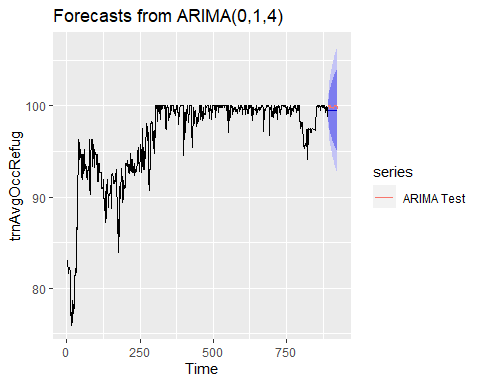 Forecasts from ARIMA(0,1,4)
trnAvgOccRefug
100
90
80
0
250
500
750
Time
series
ARIMA Test